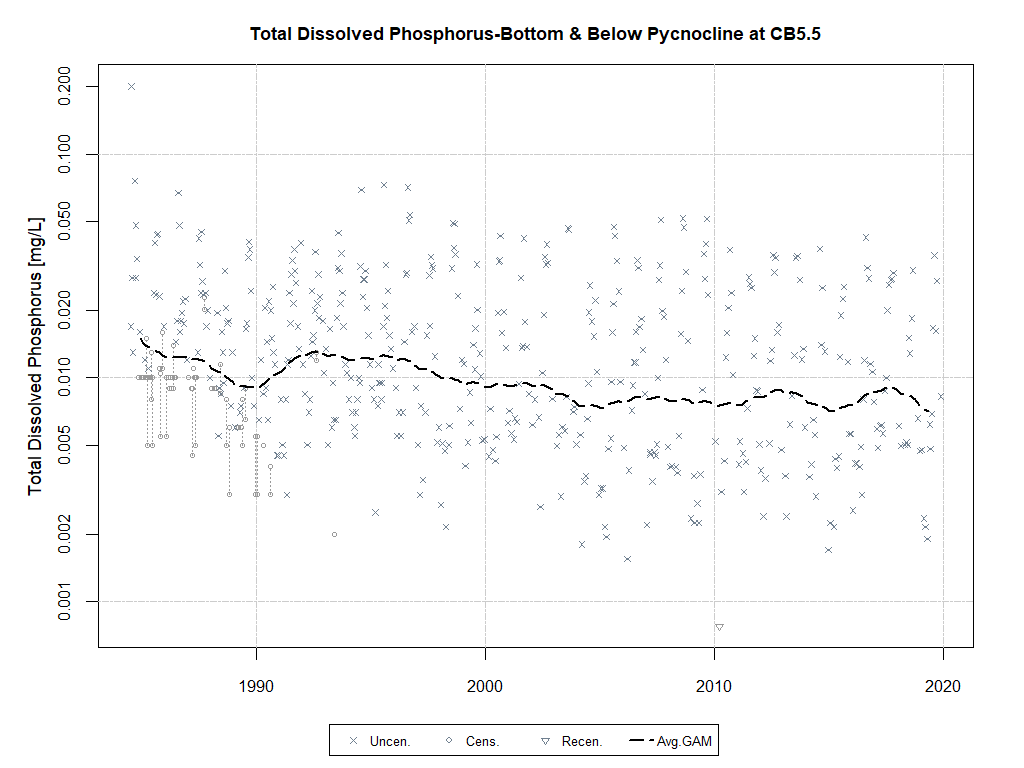 Total Dissolved Phosphorus-Bottom & Below Pycnocline at CB5.5
Total Dissolved Phosphorus [mg/L]
0.200
0.100
0.050
0.020
0.010
0.005
0.002
0.001
1990 2000 2010 2020
Uncen. Cens. Recen. Avg.GAM